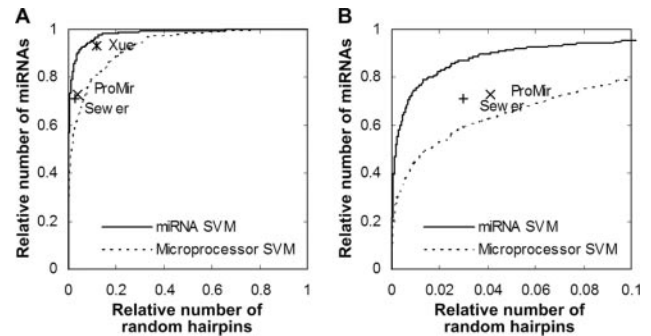 A
Relative number of miRNAs
1
0.8
0.6
0.4
0.2
0
Xue
ProMir
Sewer
miRNA SVM
Microprocessor SVM
0 0.2 0.4 0.6 0.8 1
Relative number of
random hairpins
B
Relative number of miRNAs
1
0.8
0.6
0.4
0.2
0
ProMir
Sewer
miRNA SVM
Microprocessor SVM
0 0.02 0.04 0.06 0.08 0.1
Relative number of
random hairpins